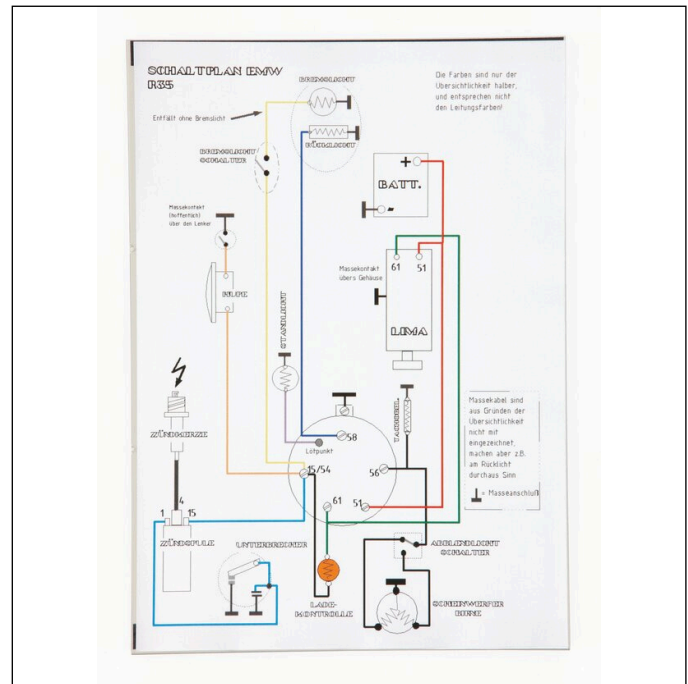 SCHALTPLAN EMW
R35
BREMSLICHT
Die Farben sind nur der
Übersichtlichkeit halber,
und entsprechen nicht
den Leitungsfarben!
Entfällt ohne Bremslicht
RÜCKLICHT
BREMSLICHT
SCHALTER
+
BATT.
-
Massekontakt
(hoffentlich)
über den Lenker
HUPE
61 51
Massekontakt
übers Gehäuse
LIMA
STANDLICHT
TACHOBEL.
ZÜNDKERZE
58
Lötpunkt
15/54
56
61
51
Massekabel sind
aus Gründen der
Übersichtlichkeit
nicht mit
eingezeichnet,
machen aber z.B.
am Rücklicht
durchaus Sinn
= Masseanschluß
4
1 15
ZÜNDSPULE
UNTERBRECHER
ABBLENDLICHT
SCHALTER
LADE-
KONTROLLE
SCHEINWERFER
BIRNE